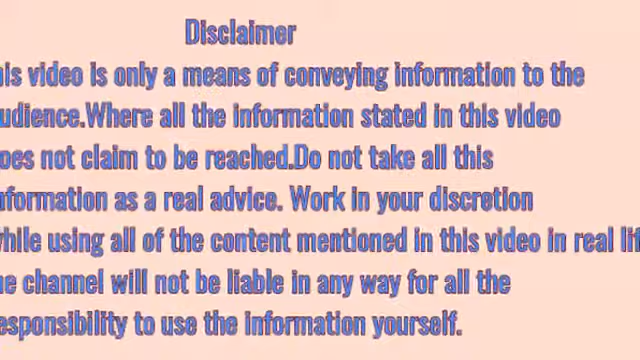 Disclaimer
his video is only a means of conveying information to the
udience.Where all the information stated in this video
oes not claim to be reached.Do not take all this
nformation as a real advice. Work in your discretion
while using all of the content mentioned in this video in real lif
he channel will not be liable in any way for all the
esponsibility to use the information yourself.